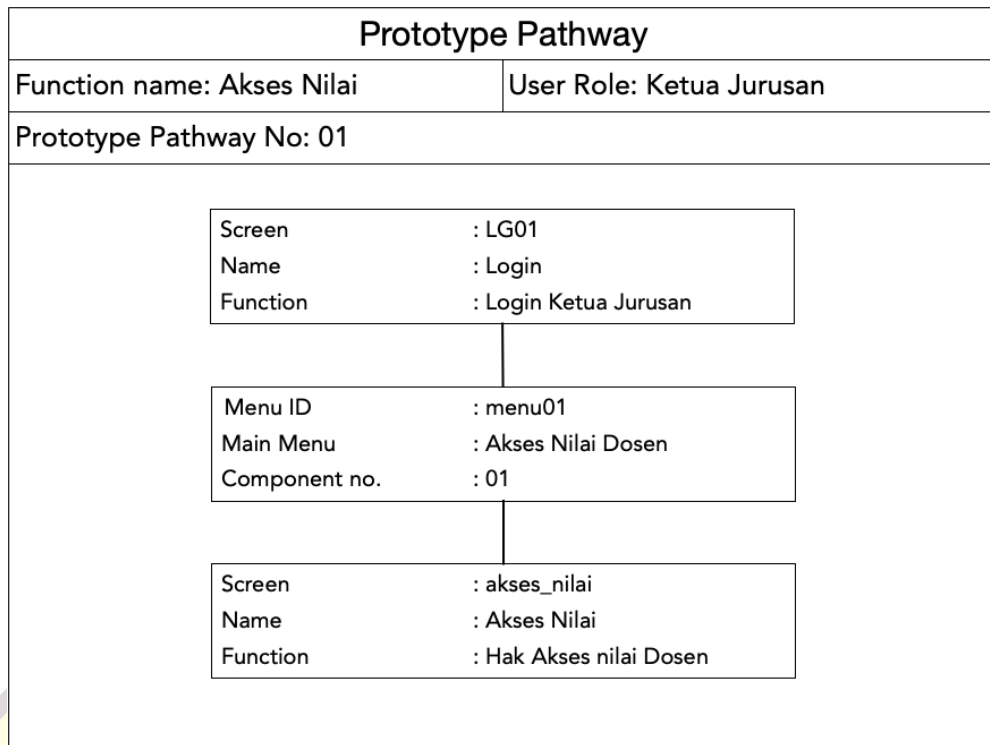 Prototype Pathway
Function name: Akses Nilai User Role: Ketua Jurusan
Prototype Pathway No: 01
Screen : LG01
Name : Login
Function : Login Ketua Jurusan
Menu ID : menu01
Main Menu : Akses Nilai Dosen
Component no. : 01
Screen : akses_nilai
Name : Akses Nilai
Function : Hak Akses nilai Dosen